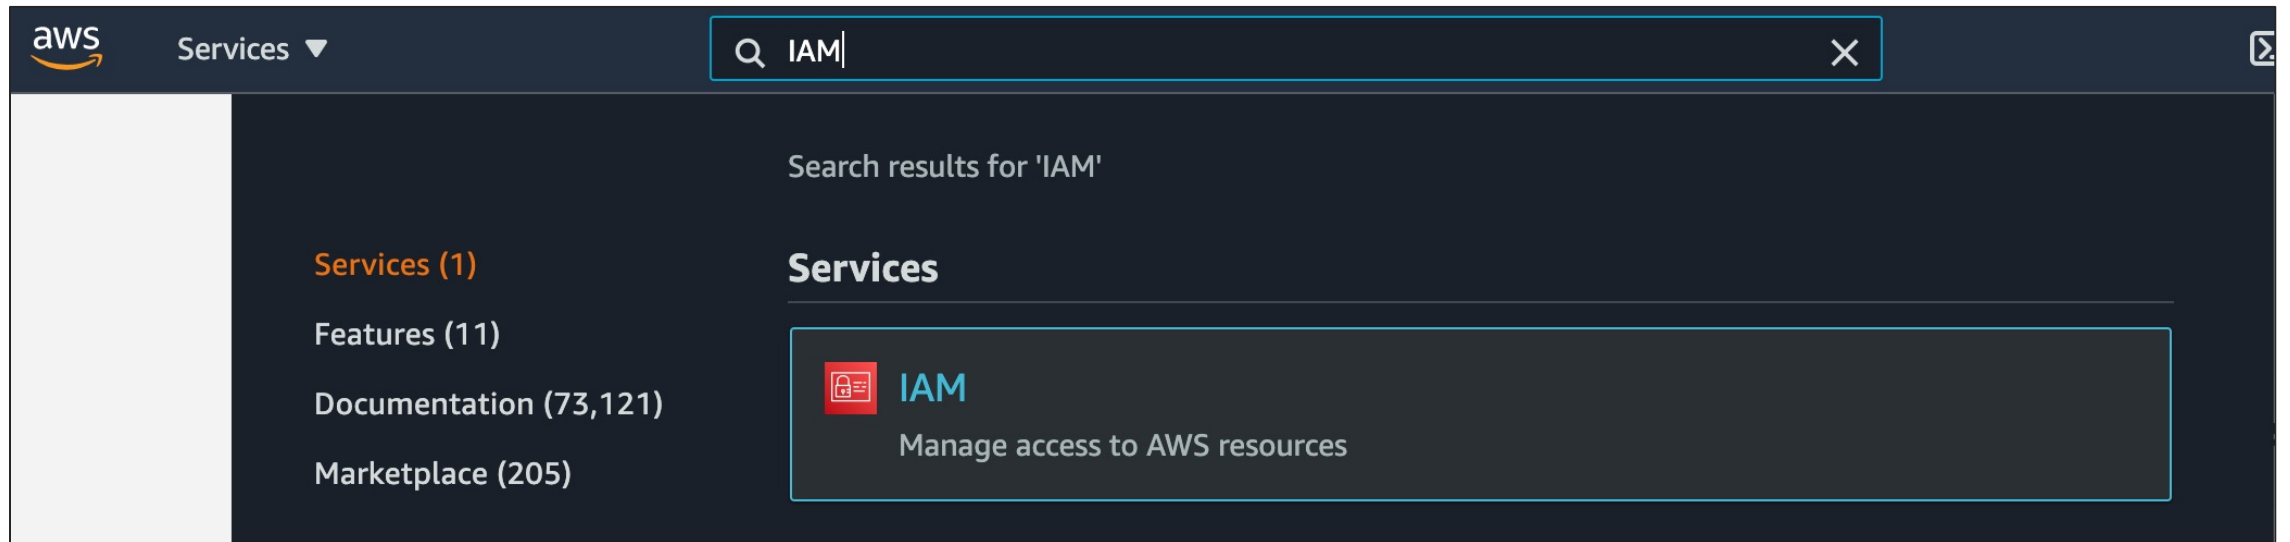 aws
Services
IAM
Search results for 'IAM'
Services (1)
Features (11)
Documentation (73,121)
Marketplace (205)
Services
IAM
Manage access to AWS resources